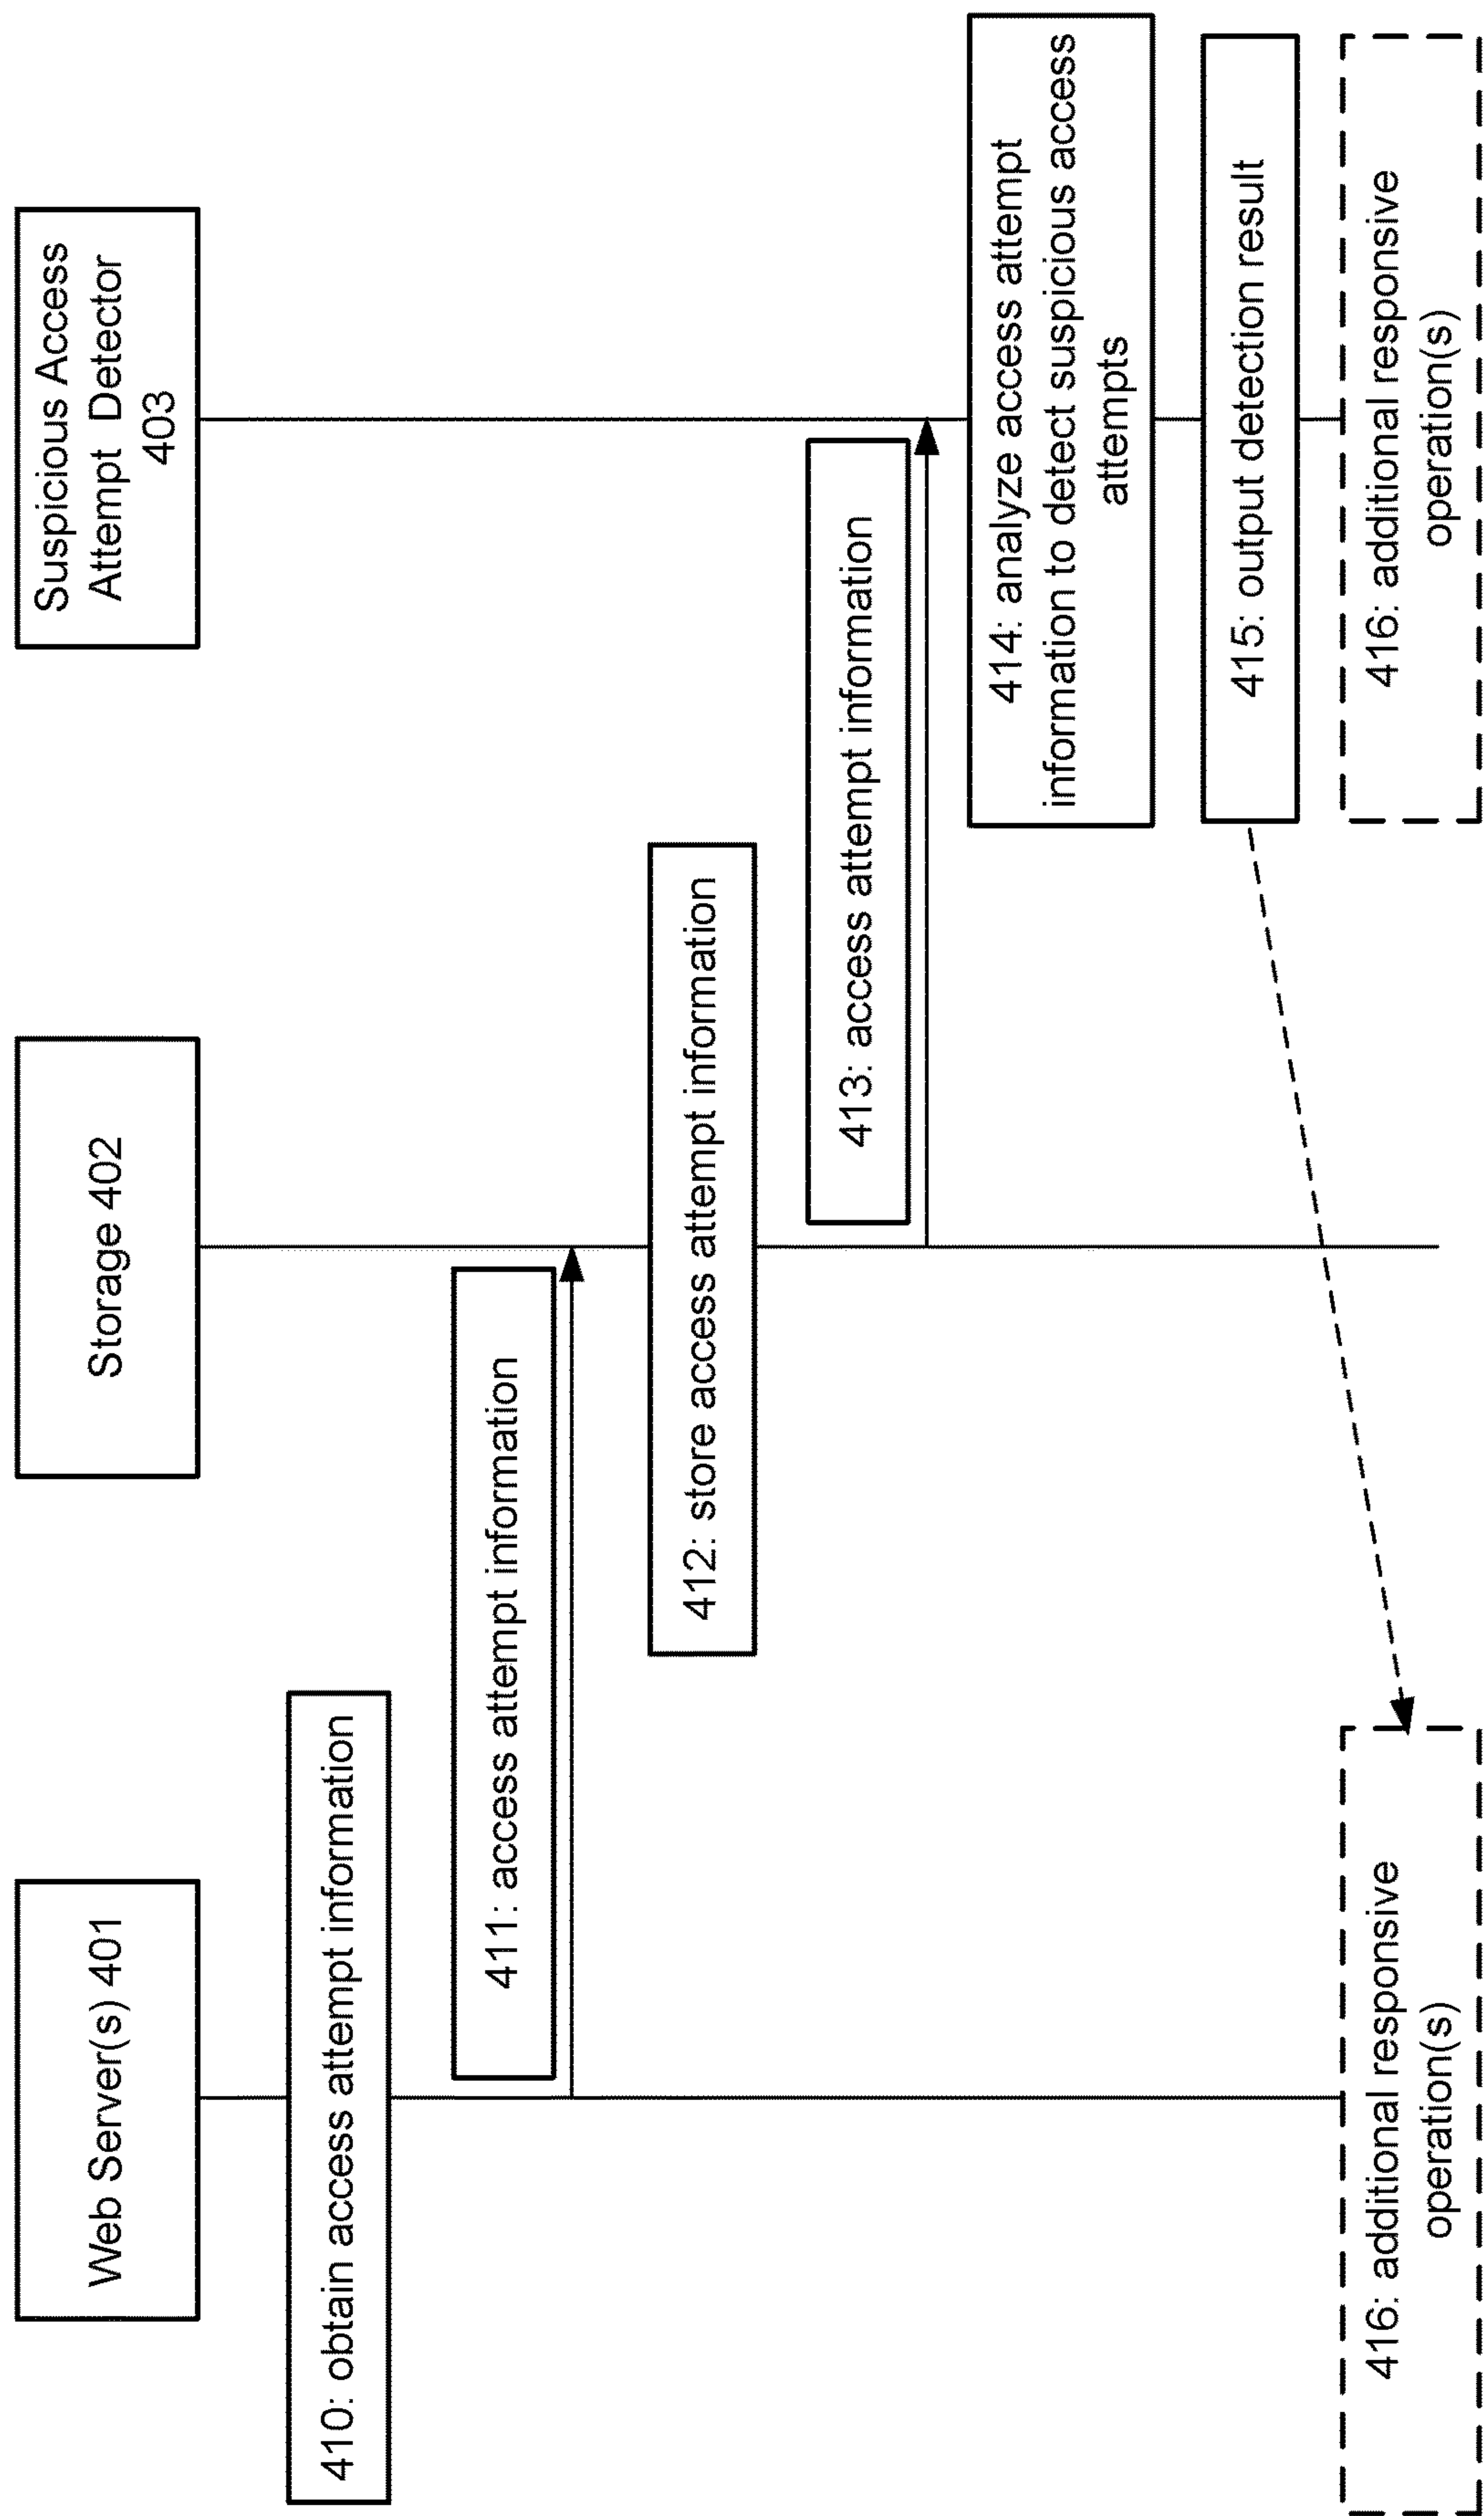 Web Server(s) 401
Storage 402
Suspicious Access
Attempt Detector
403
410: obtain access attempt information
411: access attempt information
412: store access attempt information
413: access attempt information
414: analyze access attempt
information to detect suspicious access
attempts
415: output detection result
416: additional responsive
operation(s)
416: additional responsive
operation(s)